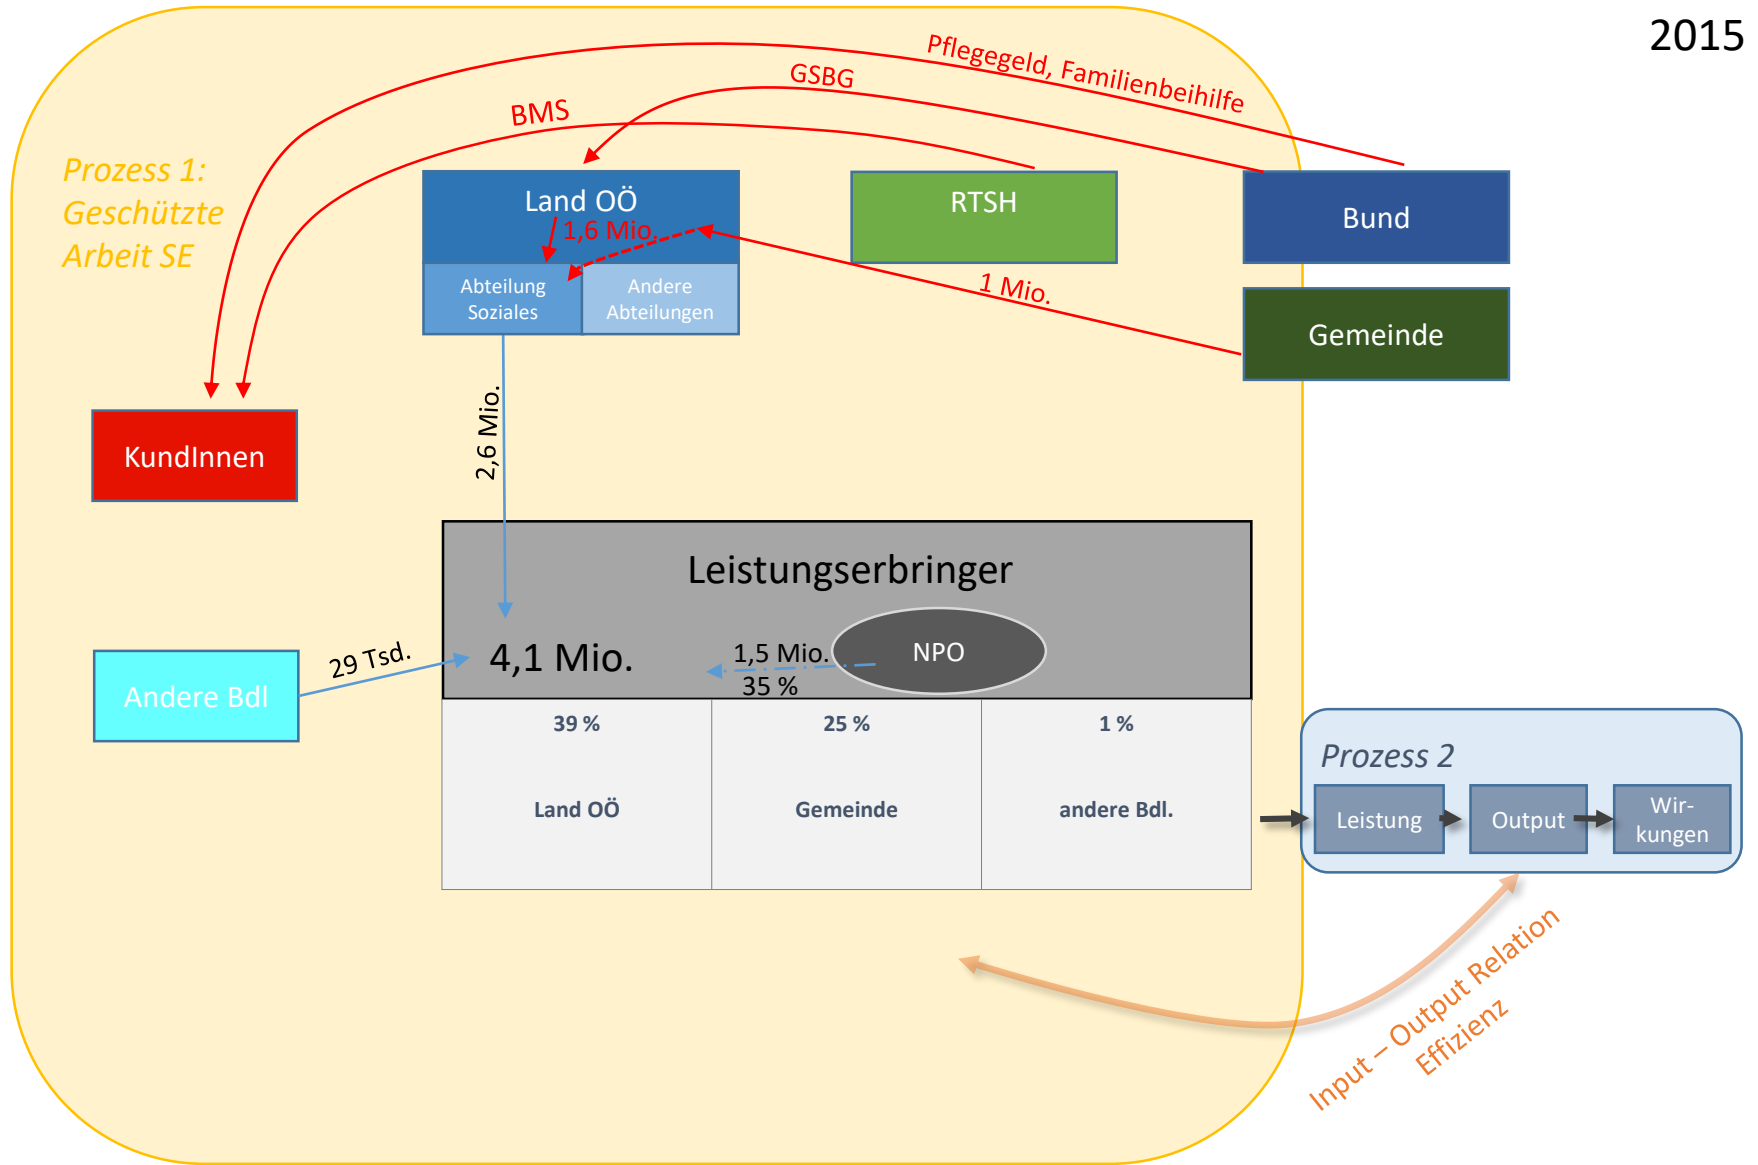 2015
Pflegegeld, Familienbeihilfe
GSBG
BMS
Prozess 1:
Geschützte
Arbeit SE
Land OÖ
1,6 Mio.
RTSH
Bund
Abteilung
Soziales
Andere
Abteilungen
1 Mio.
Gemeinde
2,6 Mio.
KundInnen
Leistungserbringer
4,1 Mio.
1,5 Mio.
35 %
NPO
29 Tsd.
Andere Bdl
39 %
25 %
1 %
Land OÖ
Gemeinde
andere Bdl.
Prozess 2
Leistung
Output
Wir-
kungen
Input – Output Relation
Effizienz